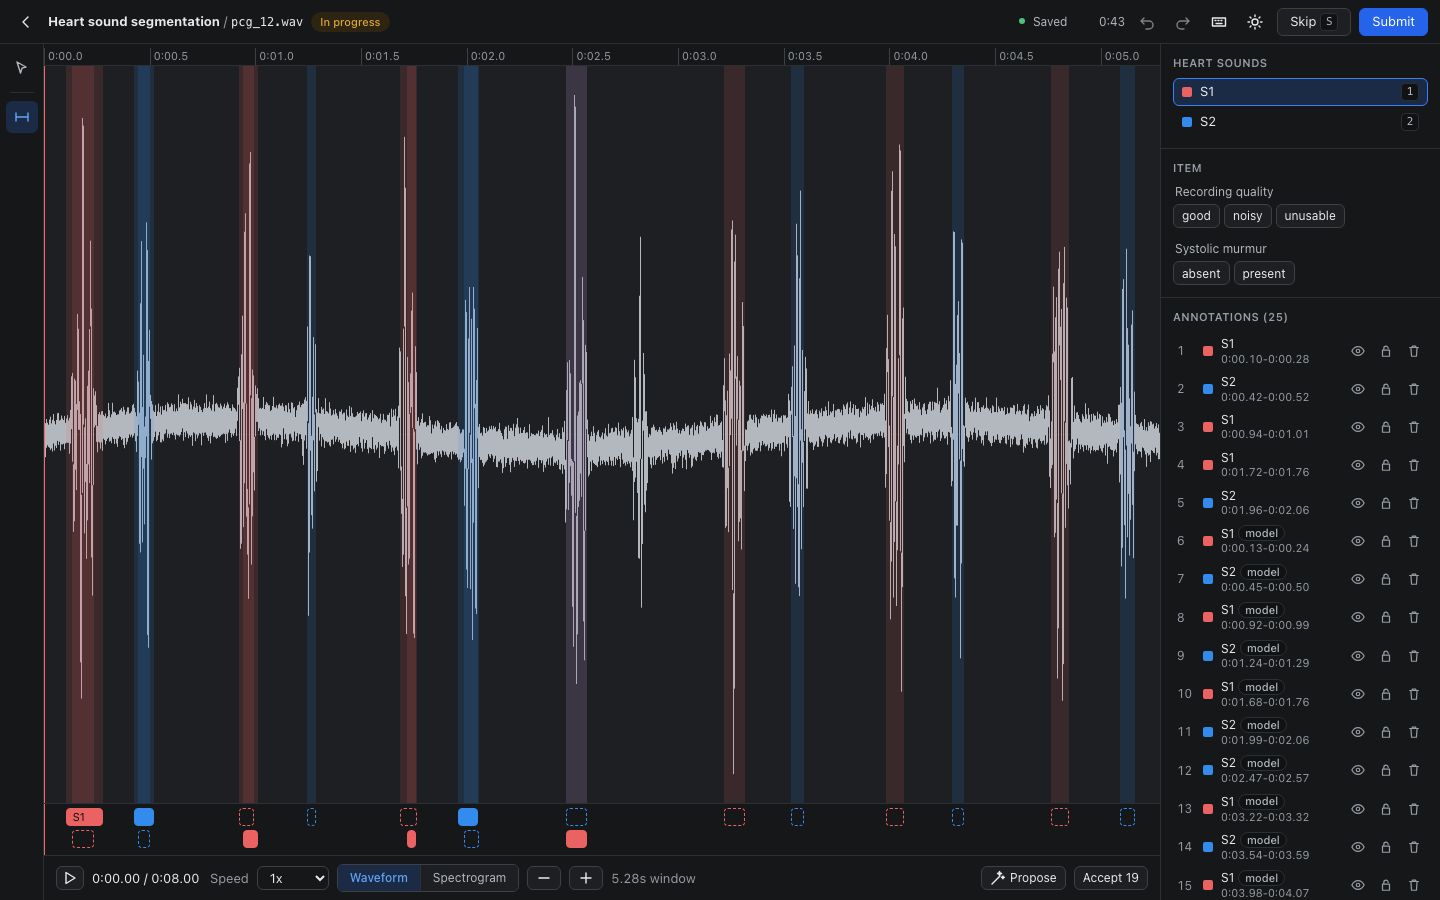 Heart sound segmentation / pcg_12.wav In progress
Saved 0:43 Skip S Submit
0:00.0 0:00.5 0:01.0 0:01.5 0:02.0 0:02.5 0:03.0 0:03.5 0:04.0 0:04.5 0:05.0
HEART SOUNDS
S1 1
S2 2
ITEM
Recording quality
good noisy unusable
Systolic murmur
absent present
ANNOTATIONS (25)
1 S1
0:00.10-0:00.28
2 S2
0:00.42-0:00.52
3 S1
0:00.94-0:01.01
4 S1
0:01.72-0:01.76
5 S2
0:01.96-0:02.06
6 S1 model
0:00.13-0:00.24
7 S2 model
0:00.45-0:00.50
8 S1 model
0:00.92-0:00.99
9 S2 model
0:01.24-0:01.29
10 S1 model
0:01.68-0:01.76
11 S2 model
0:01.99-0:02.06
12 S2 model
0:02.47-0:02.57
13 S1 model
0:03.22-0:03.32
14 S2 model
0:03.54-0:03.59
15 S1 model
0:03.98-0:04.07
S1
0:00.00 / 0:08.00 Speed 1x Waveform Spectrogram 5.28s window Propose Accept 19